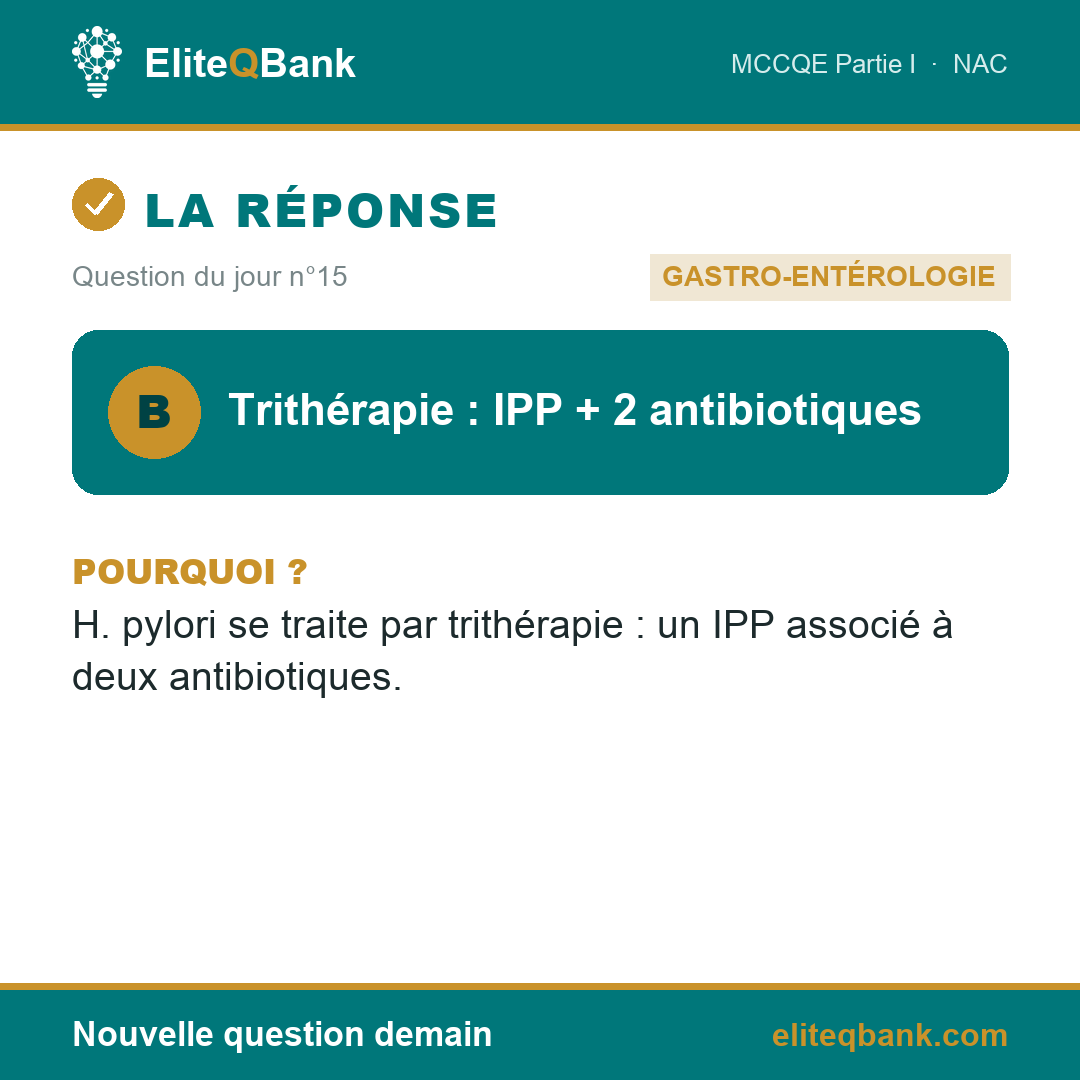 EliteQBank
MCCQE Partie I · NAC
LA RÉPONSE
Question du jour n°15
GASTRO-ENTÉROLOGIE
B
Trithérapie : IPP + 2 antibiotiques
POURQUOI ?
H. pylori se traite par trithérapie : un IPP associé à
deux antibiotiques.
Nouvelle question demain
eliteqbank.com